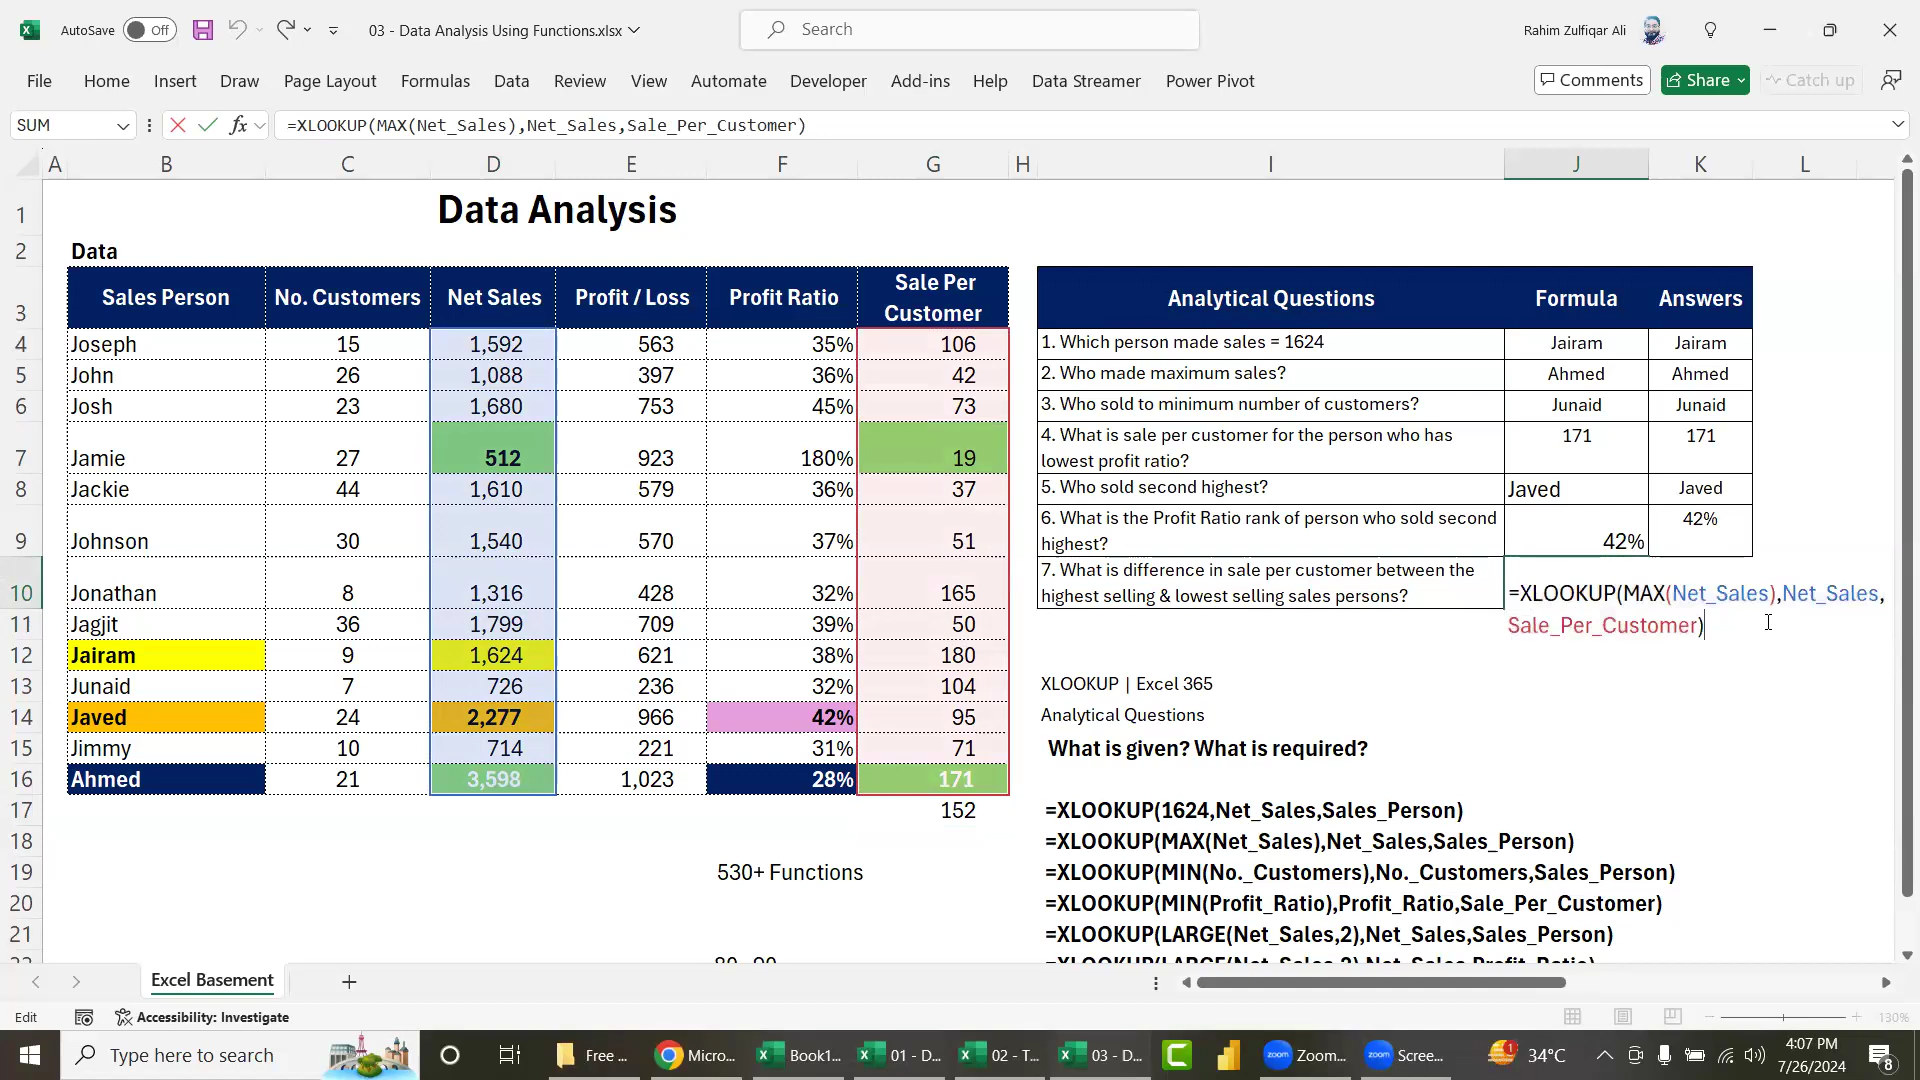 AutoSave Off 03 - Data Analysis Using Functions.xlsx Search Rahim Zulfiqar Ali
File Home Insert Draw Page Layout Formulas Data Review View Automate Developer Add-ins Help Data Streamer Power Pivot Comments Share Catch up
SUM fx =XLOOKUP(MAX(Net_Sales),Net_Sales,Sale_Per_Customer)
A B C D E F G H I J K L
1 Data Analysis
2 Data
3 Sales Person No. Customers Net Sales Profit / Loss Profit Ratio Sale Per Customer Analytical Questions Formula Answers
4 Joseph 15 1,592 563 35% 106 1. Which person made sales = 1624 Jairam Jairam
5 John 26 1,088 397 36% 42 2. Who made maximum sales? Ahmed Ahmed
6 Josh 23 1,680 753 45% 73 3. Who sold to minimum number of customers? Junaid Junaid
7 Jamie 27 512 923 180% 19 4. What is sale per customer for the person who has lowest profit ratio? 171 171
8 Jackie 44 1,610 579 36% 37 5. Who sold second highest? Javed Javed
9 Johnson 30 1,540 570 37% 51 6. What is the Profit Ratio rank of person who sold second highest? 42% 42%
10 Jonathan 8 1,316 428 32% 165 7. What is difference in sale per customer between the highest selling & lowest selling sales persons? =XLOOKUP(MAX(Net_Sales),Net_Sales,
11 Jagjit 36 1,799 709 39% 50 Sale_Per_Customer)
12 Jairam 9 1,624 621 38% 180
13 Junaid 7 726 236 32% 104 XLOOKUP | Excel 365
14 Javed 24 2,277 966 42% 95 Analytical Questions
15 Jimmy 10 714 221 31% 71 What is given? What is required?
16 Ahmed 21 3,598 1,023 28% 171
17 152 =XLOOKUP(1624,Net_Sales,Sales_Person)
18 =XLOOKUP(MAX(Net_Sales),Net_Sales,Sales_Person)
19 530+ Functions =XLOOKUP(MIN(No._Customers),No._Customers,Sales_Person)
20 =XLOOKUP(MIN(Profit_Ratio),Profit_Ratio,Sale_Per_Customer)
21 =XLOOKUP(LARGE(Net_Sales,2),Net_Sales,Sales_Person)
22 80 -90 =XLOOKUP(LARGE(Net_Sales,2),Net_Sales,Profit_Ratio)
Excel Basement
Edit Accessibility: Investigate 130%
Type here to search Free ... Micro... Book1... 01 - D... 02 - T... 03 - D... zoom Zoom... zoom Scree... 1 34°C 4:07 PM 8
7/26/2024